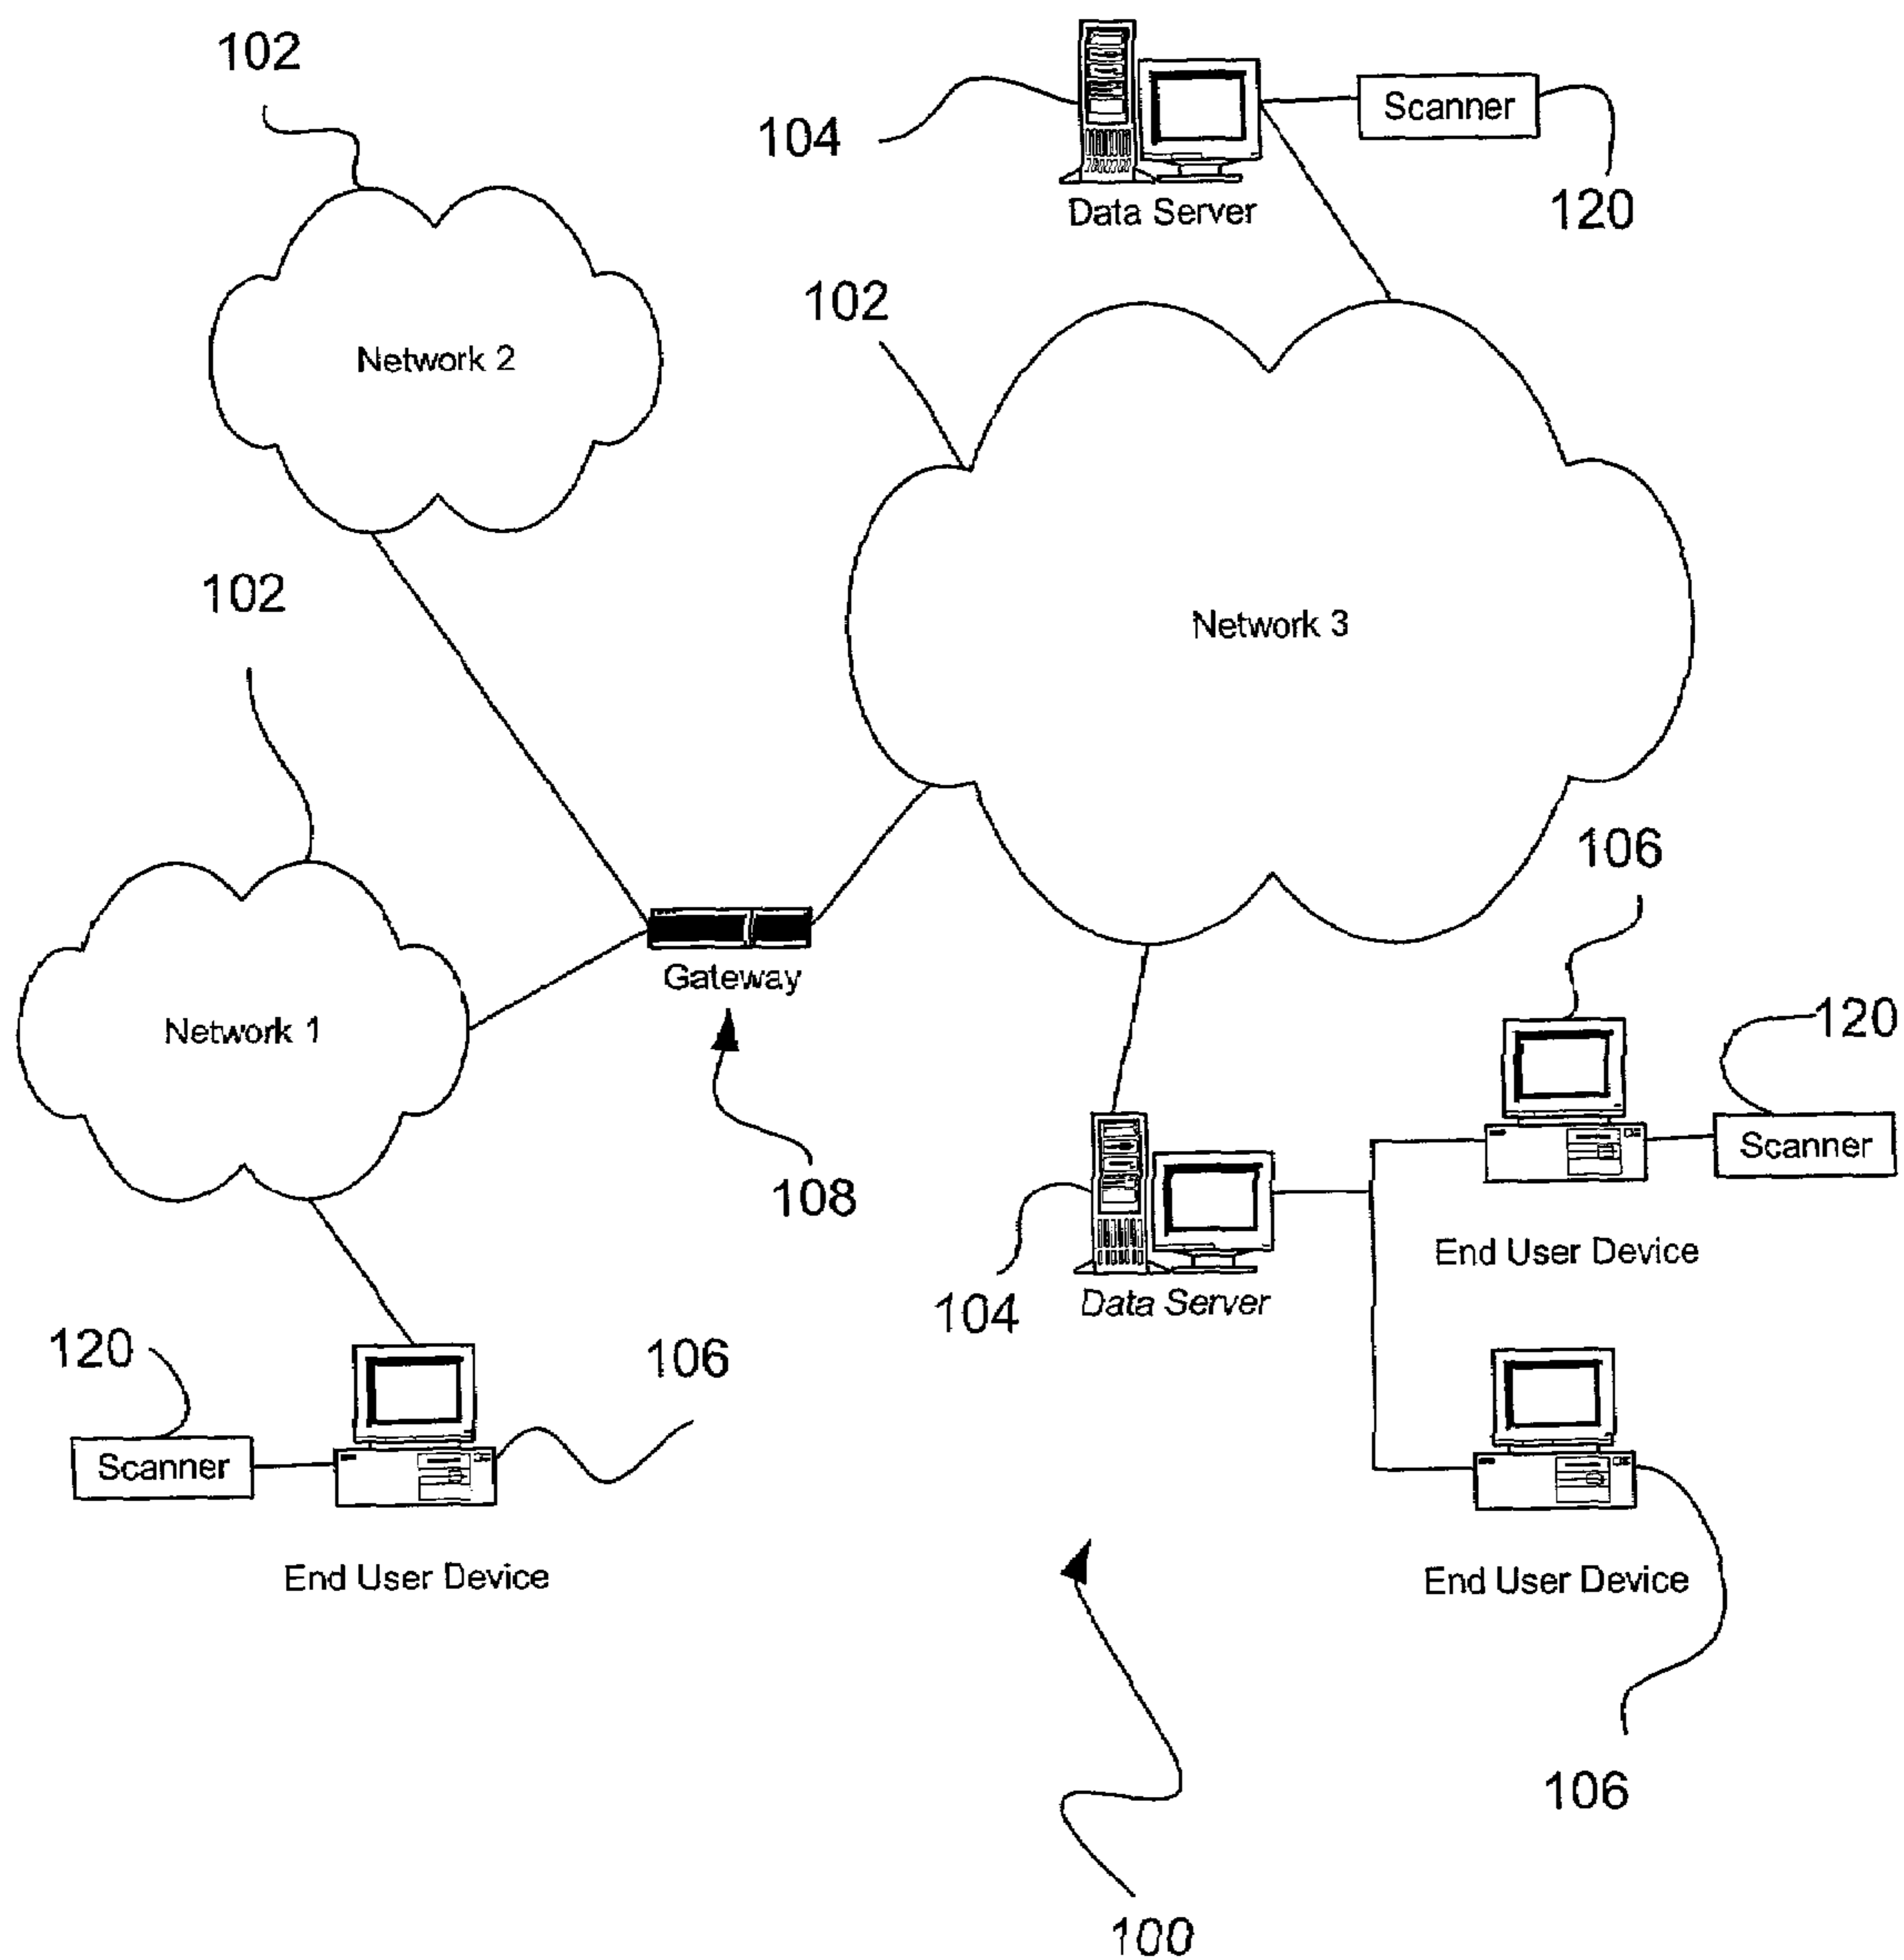 102
104
Data Server
Scanner
120
102
Network 2
102
Network 3
106
Gateway
Network 1
120
Scanner
108
End User Device
104
Data Server
120
106
Scanner
End User Device
End User Device
106
100